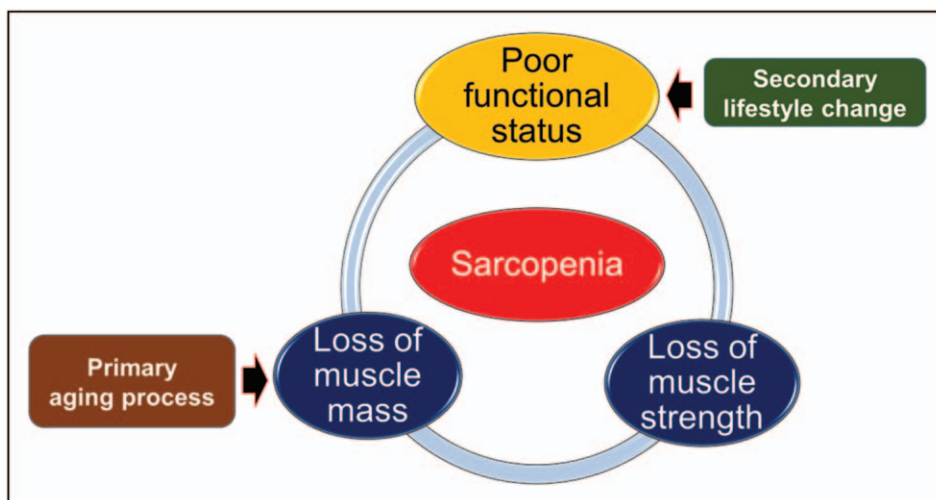 Poor
functional
status
Secondary
lifestyle change
Sarcopenia
Primary
aging process
Loss of
muscle
mass
Loss of
muscle
strength